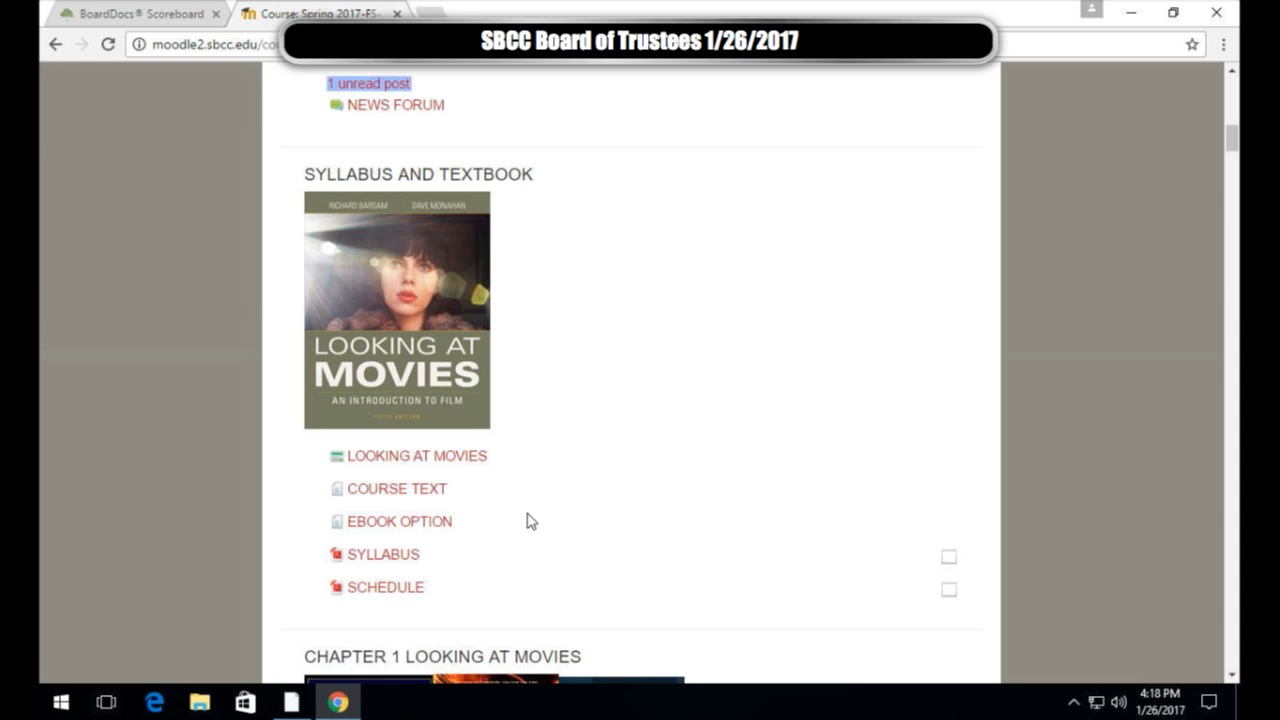 BoardDocs® Scoreboard
Course: Spring 2017-FS-
SBCC Board of Trustees 1/26/2017
moodle2.sbcc.edu/co
1 unread post
NEWS FORUM
SYLLABUS AND TEXTBOOK
RICHARD BARSAM DAVE MONAHAN
LOOKING AT
MOVIES
AN INTRODUCTION TO FILM
FIFTH EDITION
LOOKING AT MOVIES
COURSE TEXT
EBOOK OPTION
SYLLABUS
SCHEDULE
CHAPTER 1 LOOKING AT MOVIES
4:18 PM
1/26/2017